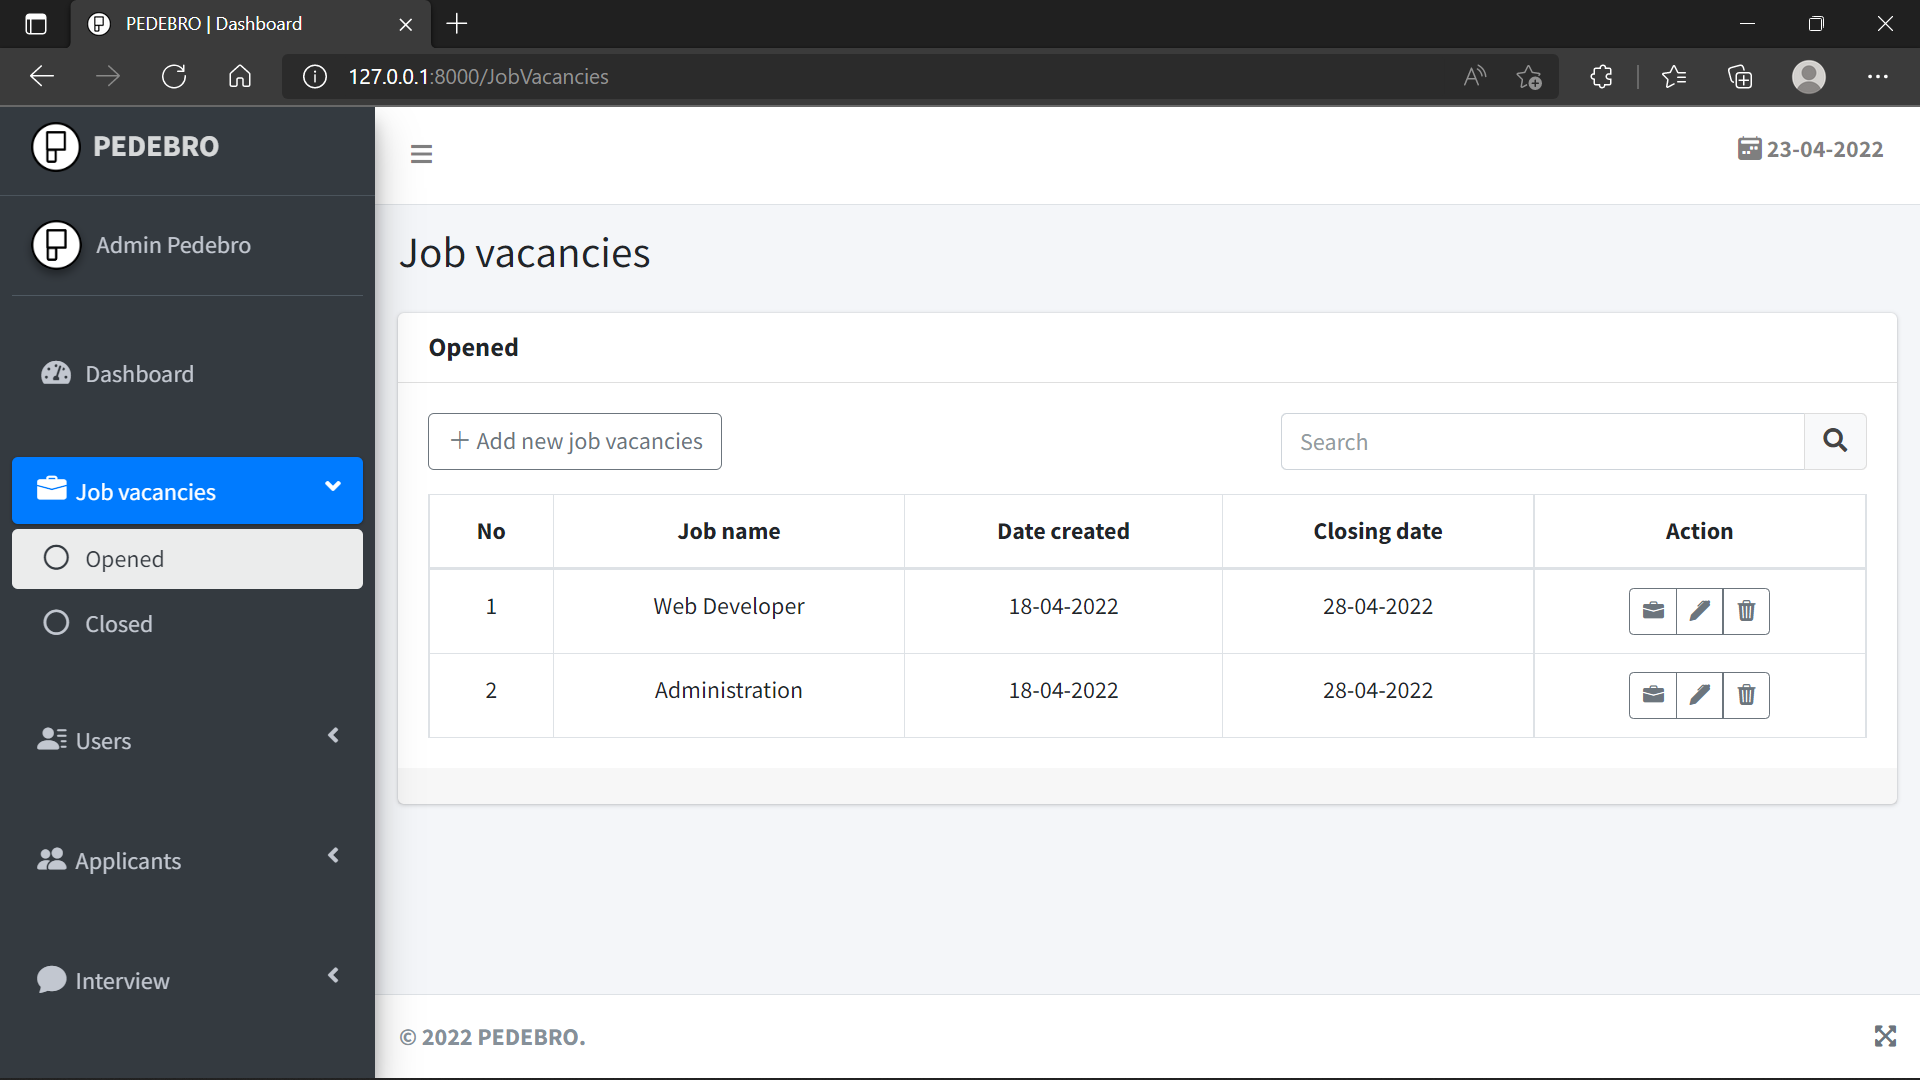 PEDEBRO | Dashboard
127.0.0.1:8000/JobVacancies
PEDEBRO
23-04-2022
Admin Pedebro
Job vacancies
Dashboard
Job vacancies
Opened
Closed
Users
Applicants
Interview
Opened
Add new job vacancies
Search
No Job name Date created Closing date Action
1 Web Developer 18-04-2022 28-04-2022
2 Administration 18-04-2022 28-04-2022
© 2022 PEDEBRO.